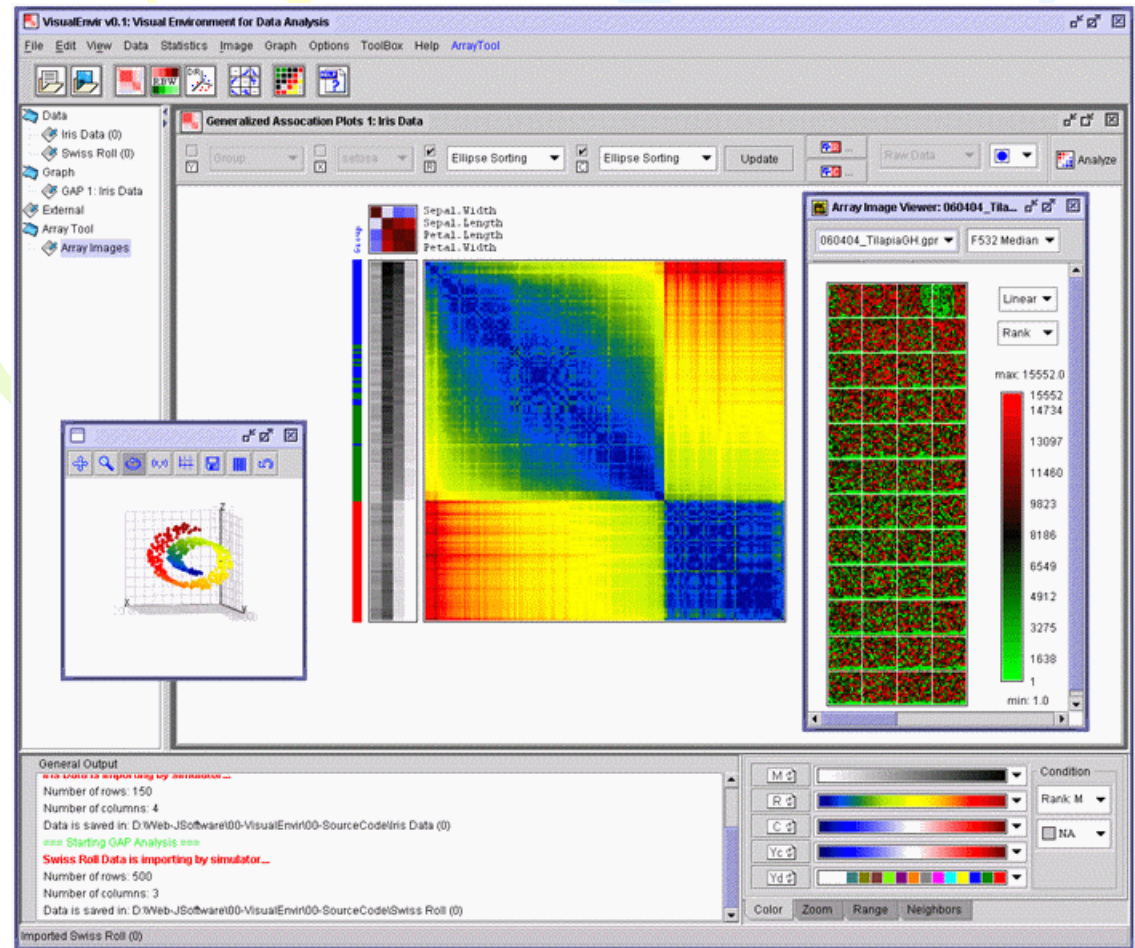 VisualEnvir v0.1: Visual Environment for Data Analysis
File Edit View Data Statistics Image Graph Options ToolBox Help ArrayTool
RBW
Data
Iris Data (0)
Swiss Roll (0)
Graph
GAP 1: Iris Data
External
Array Tool
Array Images
Generalized Assocation Plots 1: Iris Data
Y Group X setosa R Ellipse Sorting C Ellipse Sorting Update Raw Data Analyze
Sepal.Width
Sepal.Length
Petal.Length
Petal.Width
Array Image Viewer: 060404_Tila...
060404_TilapiaGH.gpr F532 Median
Linear
Rank
max: 15552.0
15552
14734
13097
11460
9823
8186
6549
4912
3275
1638
1
min: 1.0
Z
X
Y
General Output
Iris Data is importing by simulator...
Number of rows: 150
Number of columns: 4
Data is saved in: D:\Web-JSoftware\00-VisualEnvir\00-SourceCode\Iris Data (0)
=== Starting GAP Analysis ===
Swiss Roll Data is importing by simulator...
Number of rows: 500
Number of columns: 3
Data is saved in: D:\Web-JSoftware\00-VisualEnvir\00-SourceCode\Swiss Roll (0)
M
R
C
Yc
Yd
Condition
Rank: M
NA
Color Zoom Range Neighbors
Imported Swiss Roll (0)